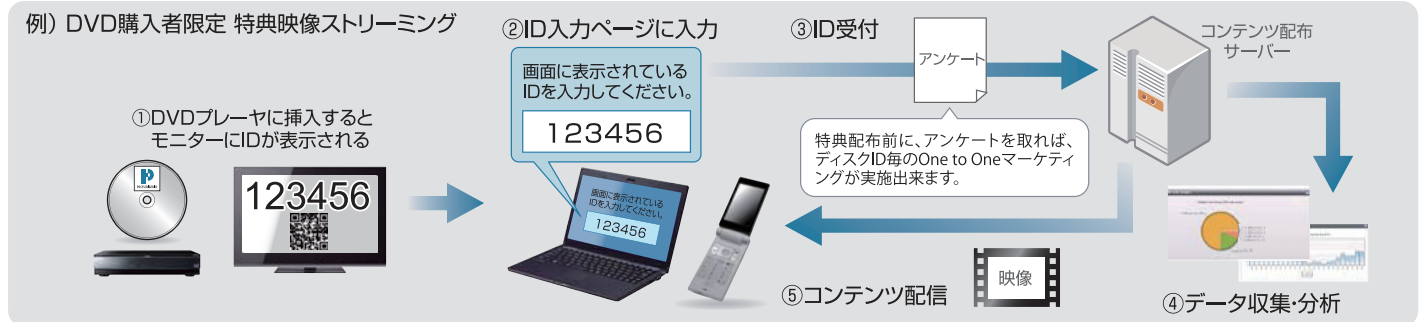 例) DVD購入者限定 特典映像ストリーミング
①DVDプレーヤに挿入すると
モニターにIDが表示される
123456
②ID入力ページに入力
画面に表示されている
IDを入力してください。
123456
画面に表示されている
IDを入力してください。
123456
③ID受付
アンケート
特典配布前に、アンケートを取れば、
ディスクID毎のOne to Oneマーケティ
ングが実施出来ます。
コンテンツ配布
サーバー
④データ収集・分析
⑤コンテンツ配信
映像